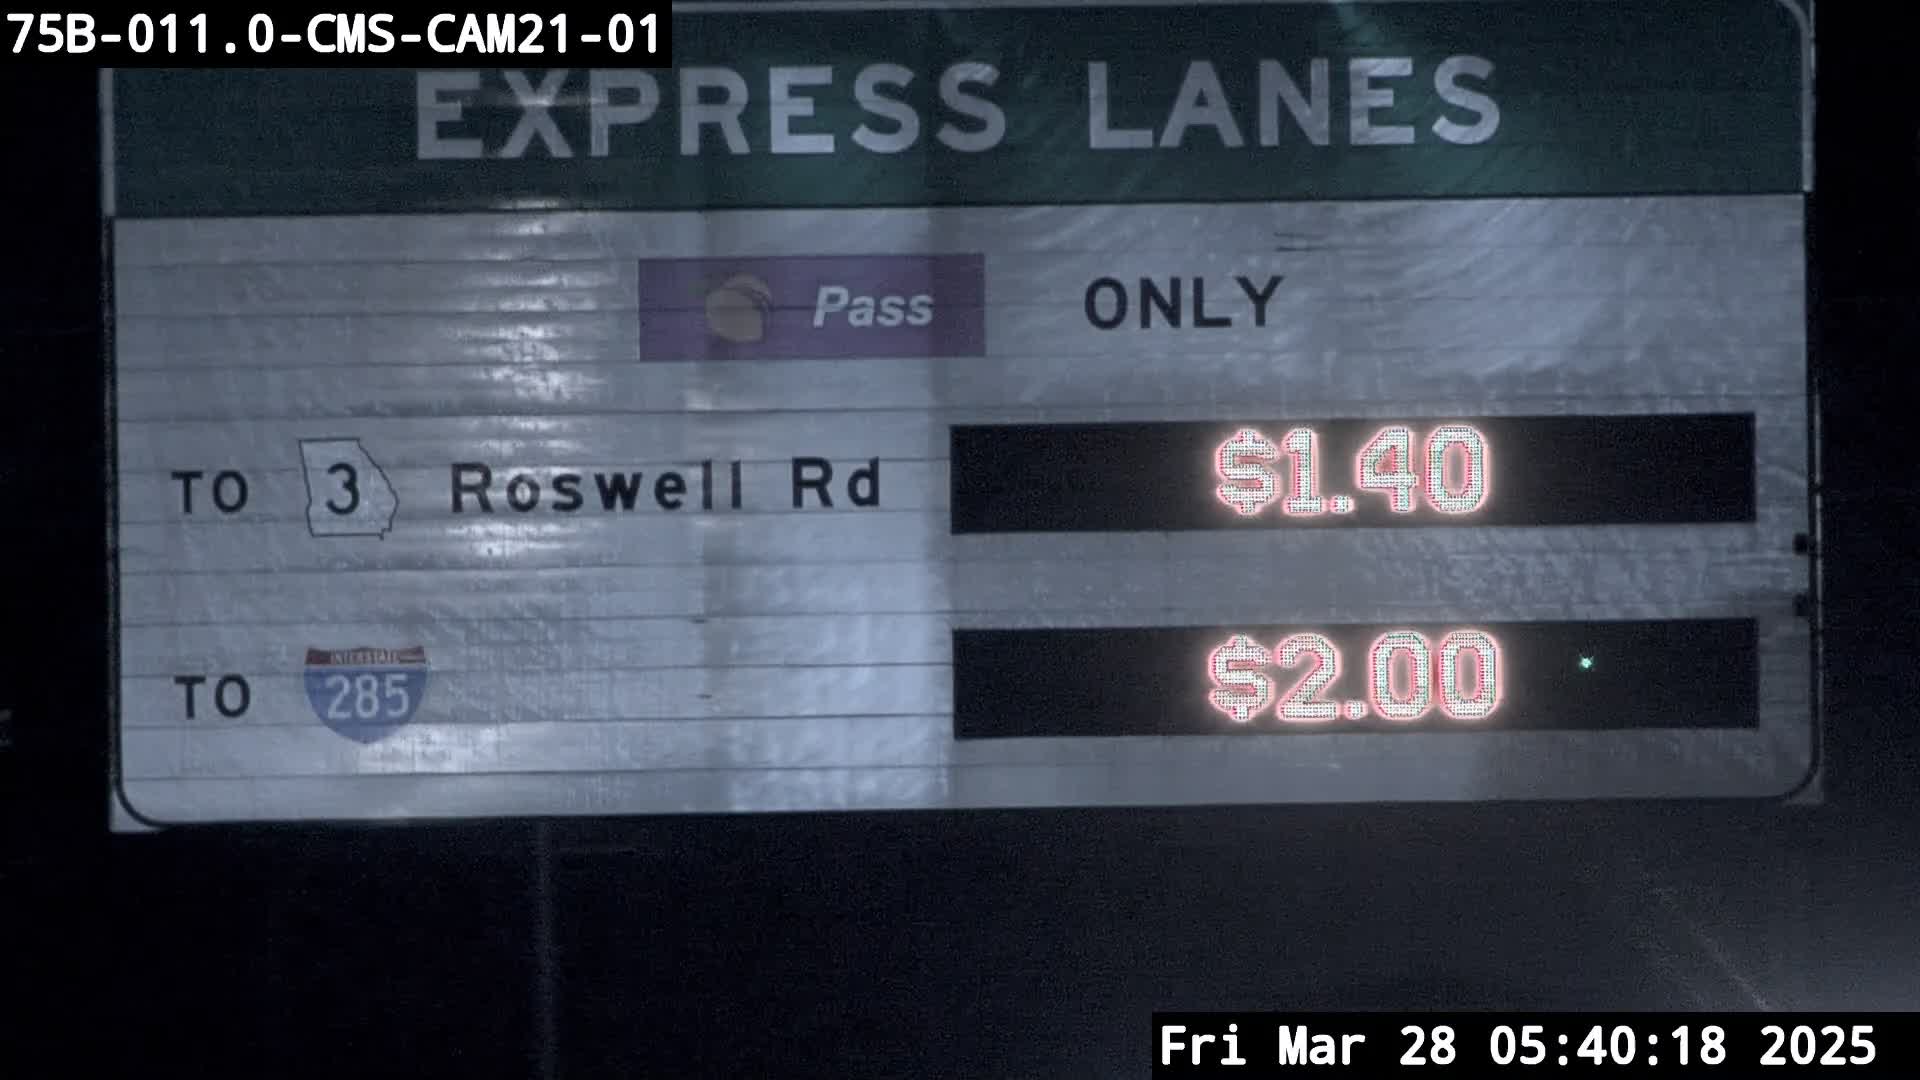 75B-011.0-CMS-CAM21-01
EXPRESS LANES
Pass ONLY
TO 3 Roswell Rd $1.40
INTERSTATE
TO 285 $2.00
Fri Mar 28 05:40:18 2025